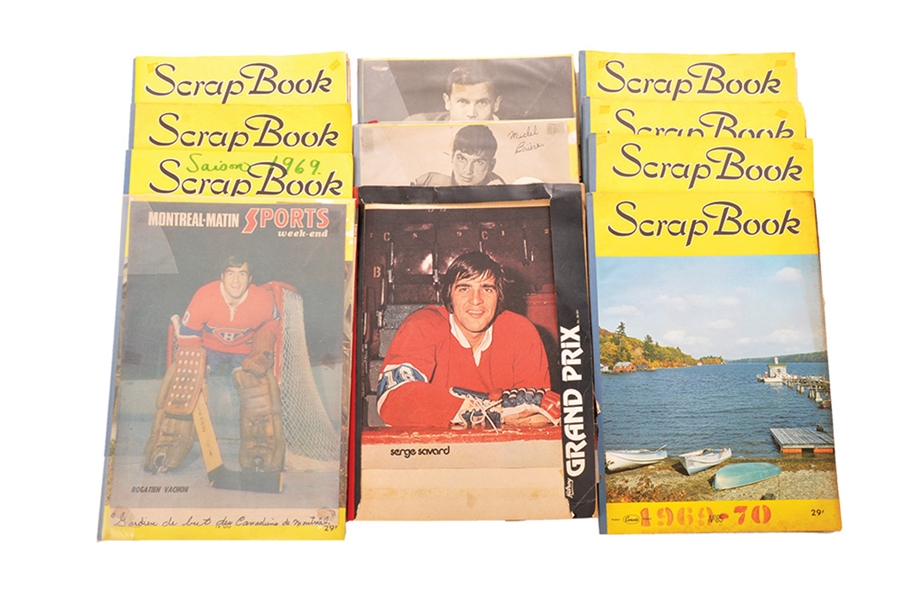 ScrapBook
ScrapBook
Saison 1969
ScrapBook
MONTREAL-MATIN SPORTS
week-end
ROGATIEN VACHON
Gardien de but des Canadiens de Montréal
29¢
Michel
Brière
serge savard
GRAND PRIX
ScrapBook
ScrapBook
ScrapBook
ScrapBook
1969-70
29¢